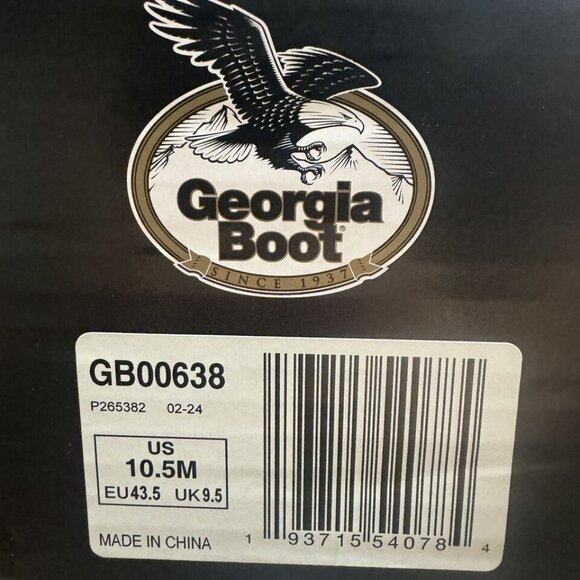 Georgia
Boot®
SINCE 1937
GB00638
P265382 02-24
US
10.5M
EU43.5 UK9.5
MADE IN CHINA
1 93715 54078 4